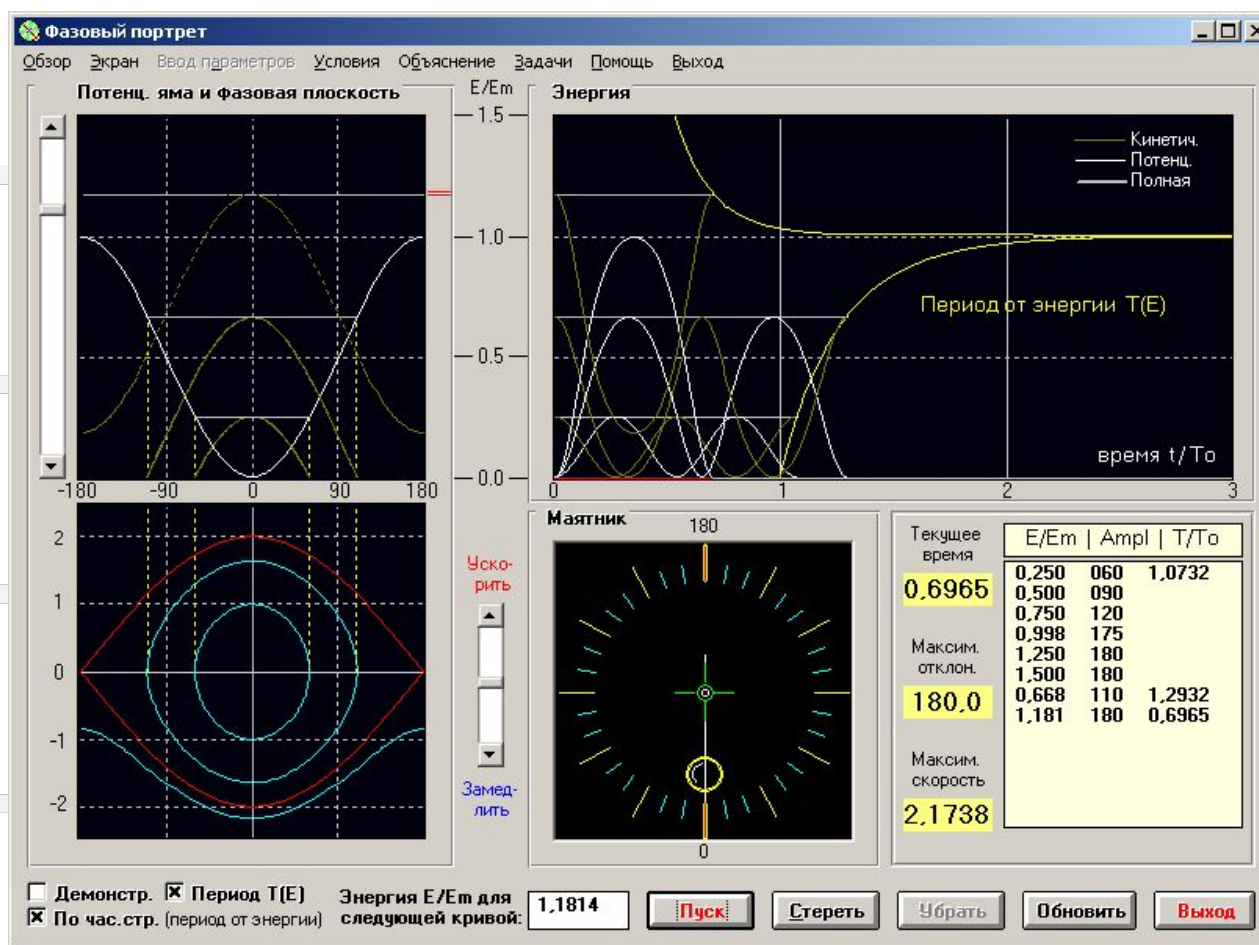 Фазовый портрет
Обзор Экран Ввод параметров Условия Объяснение Задачи Помощь Выход
Потенц. яма и фазовая плоскость
E/Em
Энергия
1.5
1.0
0.5
0.0
Кинетич.
Потенц.
Полная
Период от энергии T(E)
время t/To
-180 -90 0 90 180
0 1 2 3
2
1
0
-1
-2
Уско-
рить
Замед-
лить
Маятник
180
0
Текущее
время
0,6965
Максим.
отклон.
180,0
Максим.
скорость
2,1738
E/Em | Ampl | T/To
0,250 060 1,0732
0,500 090
0,750 120
0,998 175
1,250 180
1,500 180
0,668 110 1,2932
1,181 180 0,6965
Демонстр. Период T(E)
По час.стр. (период от энергии)
Энергия E/Em для
следующей кривой:
1,1814
Пуск
Стереть
Убрать
Обновить
Выход